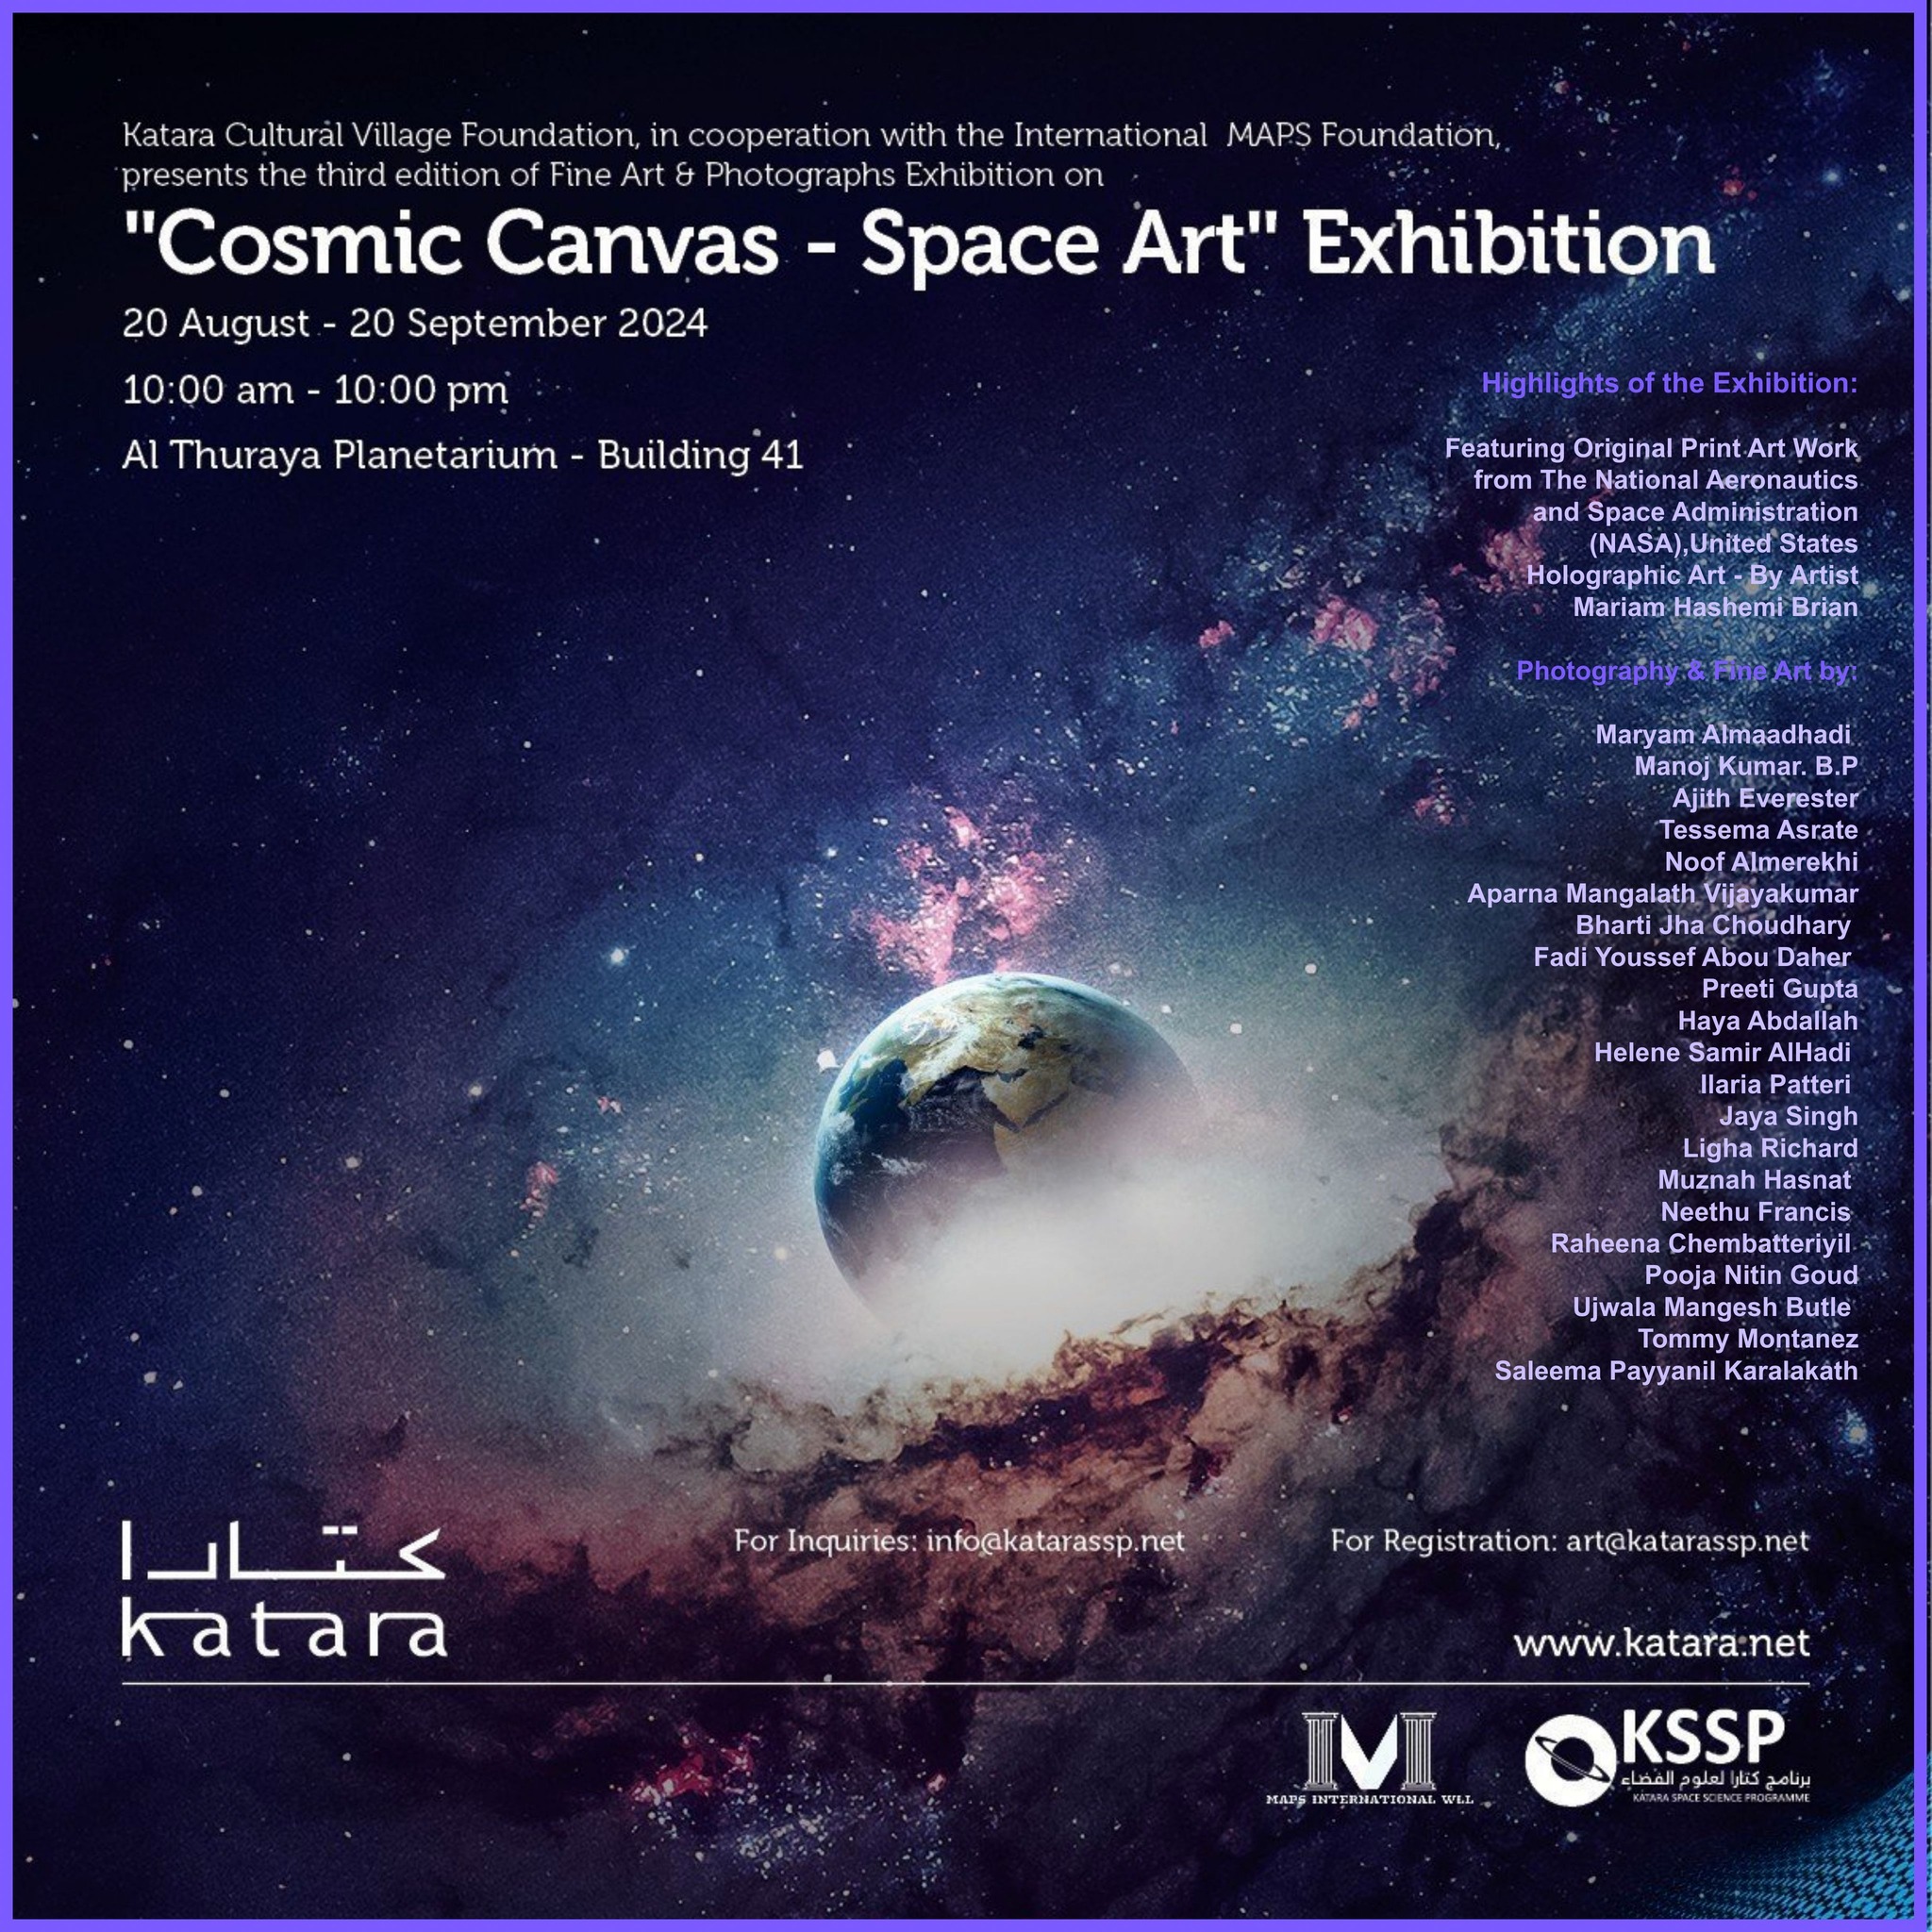 Katara Cultural Village Foundation, in cooperation with the International MAPS Foundation,
presents the third edition of Fine Art & Photographs Exhibition on
"Cosmic Canvas - Space Art" Exhibition
20 August - 20 September 2024
10:00 am - 10:00 pm
Al Thuraya Planetarium - Building 41
Highlights of the Exhibition:
Featuring Original Print Art Work
from The National Aeronautics
and Space Administration
(NASA),United States
Holographic Art - By Artist
Mariam Hashemi Brian
Photography & Fine Art by:
Maryam Almaadhadi
Manoj Kumar. B.P
Ajith Everester
Tessema Asrate
Noof Almerekhi
Aparna Mangalath Vijayakumar
Bharti Jha Choudhary
Fadi Youssef Abou Daher
Preeti Gupta
Haya Abdallah
Helene Samir AlHadi
Ilaria Patteri
Jaya Singh
Ligha Richard
Muznah Hasnat
Neethu Francis
Raheena Chembatteriyil
Pooja Nitin Goud
Ujwala Mangesh Butle
Tommy Montanez
Saleema Payyanil Karalakath
For Inquiries: info@katarassp.net
For Registration: art@katarassp.net
كتارا
katara
www.katara.net
M
MAPS INTERNATIONAL WLL
KSSP
برنامج كتارا لعلوم الفضاء
KATARA SPACE SCIENCE PROGRAMME